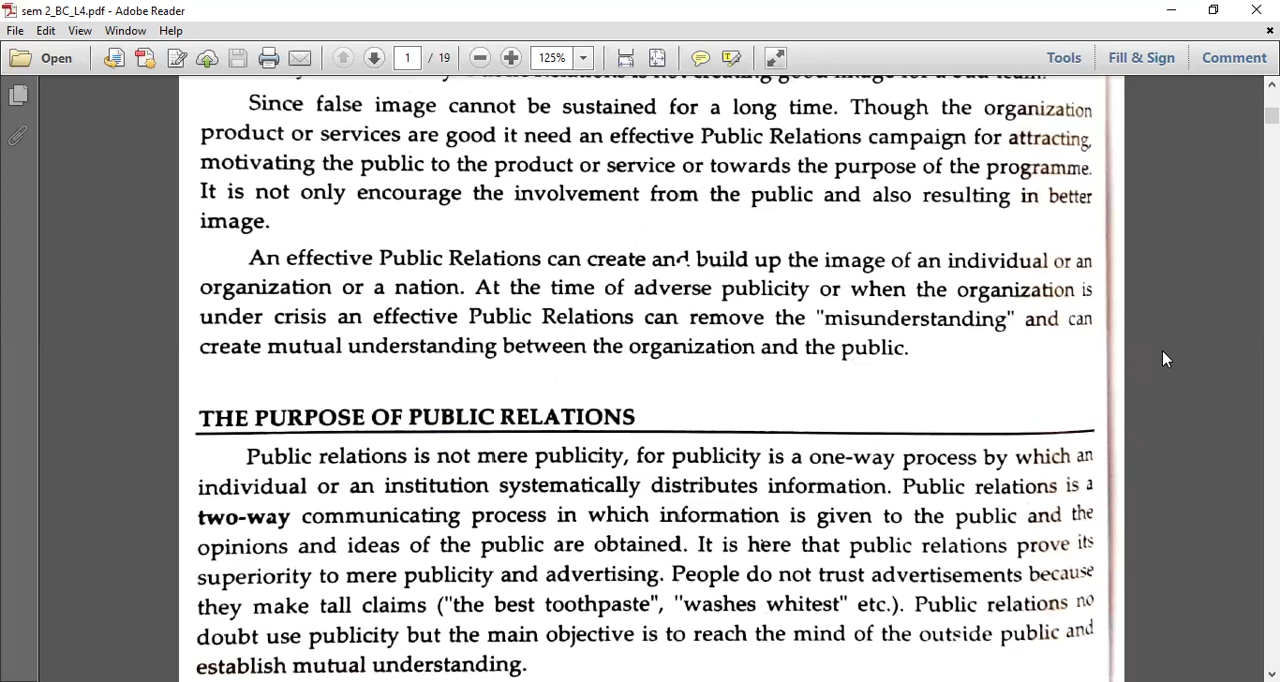 sem 2_BC_L4.pdf - Adobe Reader
File Edit View Window Help
Open 1 / 19 125% Tools Fill & Sign Comment
Since false image cannot be sustained for a long time. Though the organization
product or services are good it need an effective Public Relations campaign for attracting,
motivating the public to the product or service or towards the purpose of the programme.
It is not only encourage the involvement from the public and also resulting in better
image.
An effective Public Relations can create and build up the image of an individual or an
organization or a nation. At the time of adverse publicity or when the organization is
under crisis an effective Public Relations can remove the "misunderstanding" and can
create mutual understanding between the organization and the public.
THE PURPOSE OF PUBLIC RELATIONS
Public relations is not mere publicity, for publicity is a one-way process by which an
individual or an institution systematically distributes information. Public relations is a
two-way communicating process in which information is given to the public and the
opinions and ideas of the public are obtained. It is here that public relations prove its
superiority to mere publicity and advertising. People do not trust advertisements because
they make tall claims ("the best toothpaste", "washes whitest" etc.). Public relations no
doubt use publicity but the main objective is to reach the mind of the outside public and
establish mutual understanding.